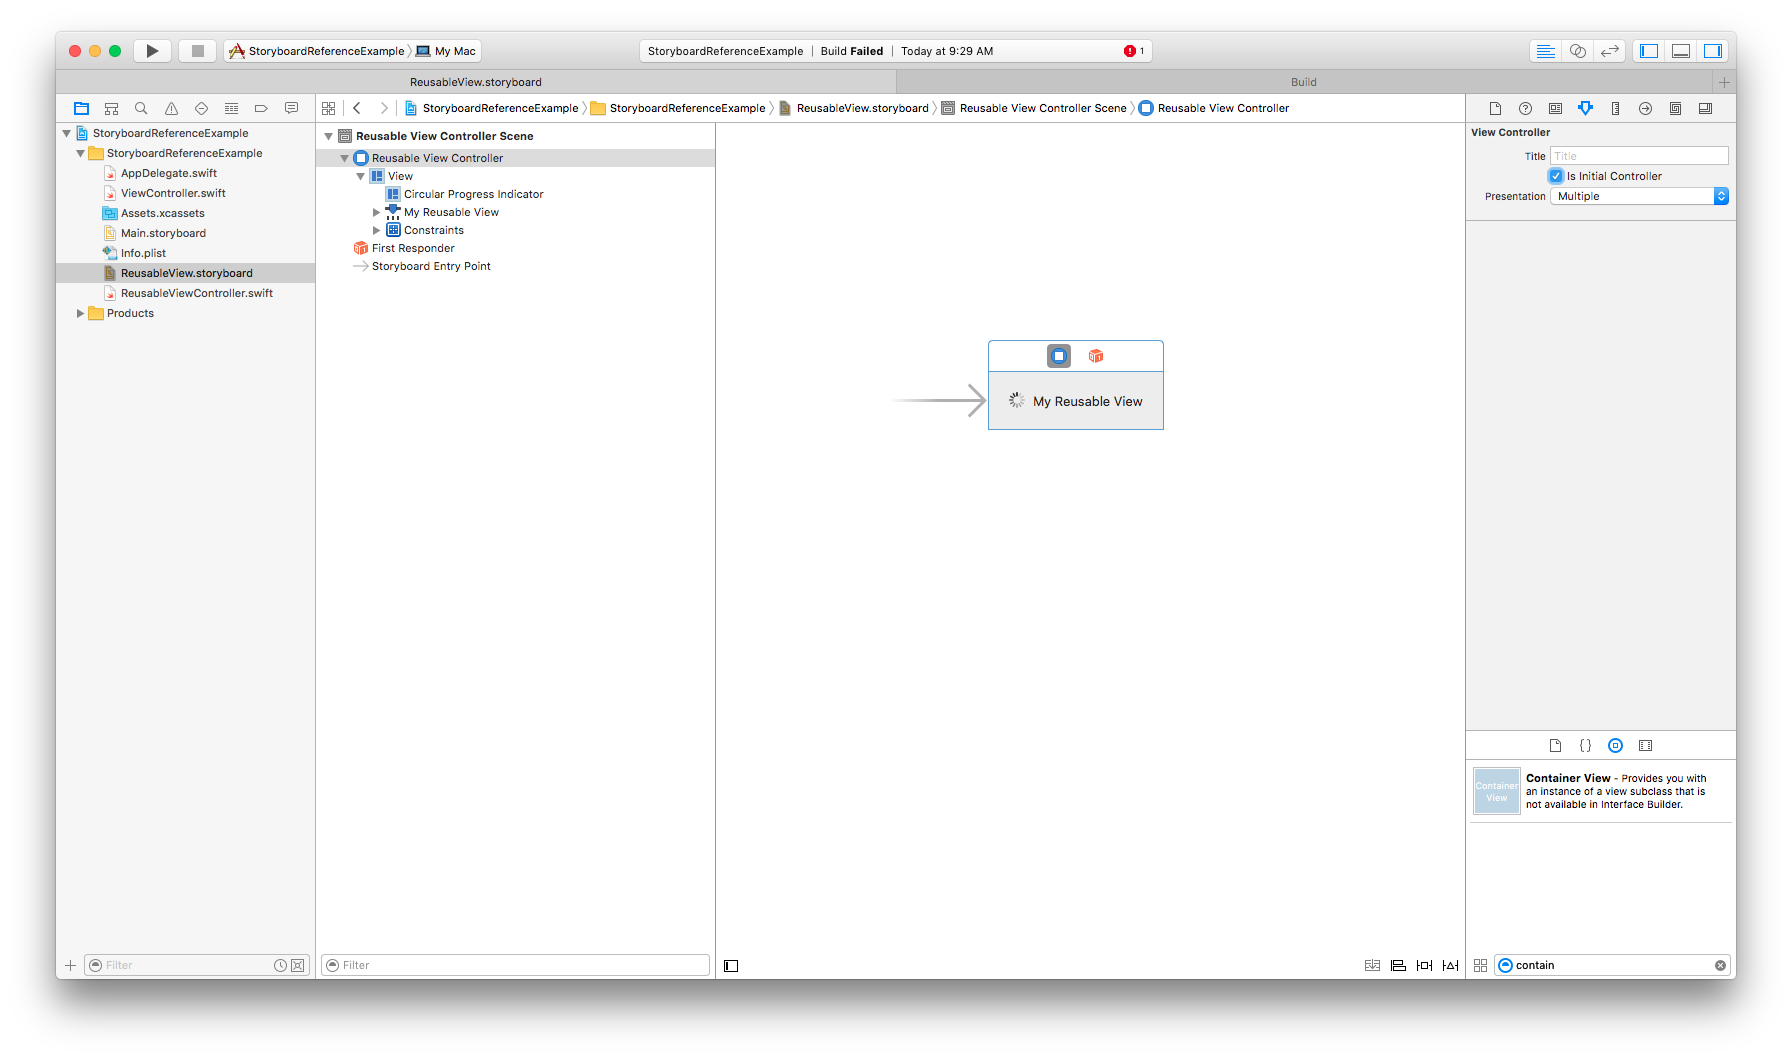 StoryboardReferenceExample My Mac
StoryboardReferenceExample | Build Failed | Today at 9:29 AM 1
ReusableView.storyboard
Build
StoryboardReferenceExample
StoryboardReferenceExample
AppDelegate.swift
ViewController.swift
Assets.xcassets
Main.storyboard
Info.plist
ReusableView.storyboard
ReusableViewController.swift
Products
Filter
StoryboardReferenceExample StoryboardReferenceExample ReusableView.storyboard Reusable View Controller Scene Reusable View Controller
Reusable View Controller Scene
Reusable View Controller
View
Circular Progress Indicator
My Reusable View
Constraints
First Responder
Storyboard Entry Point
Filter
My Reusable View
View Controller
Title Title
Is Initial Controller
Presentation Multiple
Container
View
Container View - Provides you with
an instance of a view subclass that is
not available in Interface Builder.
contain